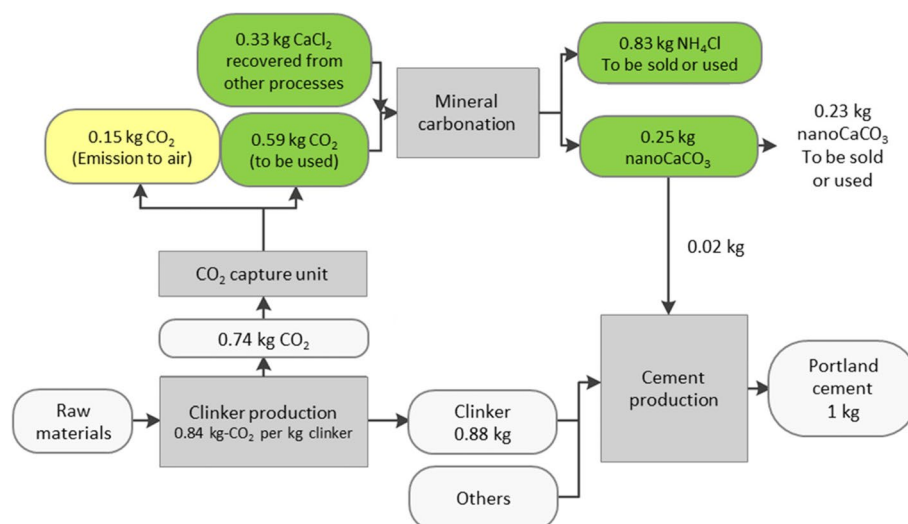 0.33 kg CaCl₂
recovered from
other processes
0.83 kg NH₄Cl
To be sold or used
Mineral
carbonation
0.15 kg CO₂
(Emission to air)
0.59 kg CO₂
(to be used)
0.25 kg
nanoCaCO₃
0.23 kg
nanoCaCO₃
To be sold
or used
0.02 kg
CO₂ capture unit
0.74 kg CO₂
Raw
materials
Clinker production
0.84 kg-CO₂ per kg clinker
Clinker
0.88 kg
Others
Cement
production
Portland
cement
1 kg